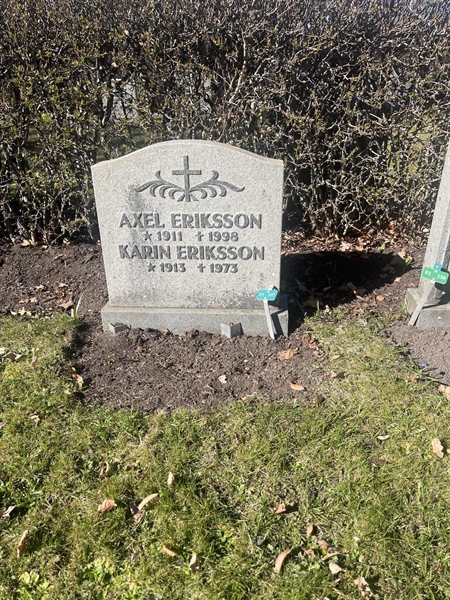 AXEL ERIKSSON
* 1911 † 1998
KARIN ERIKSSON
* 1913 † 1973